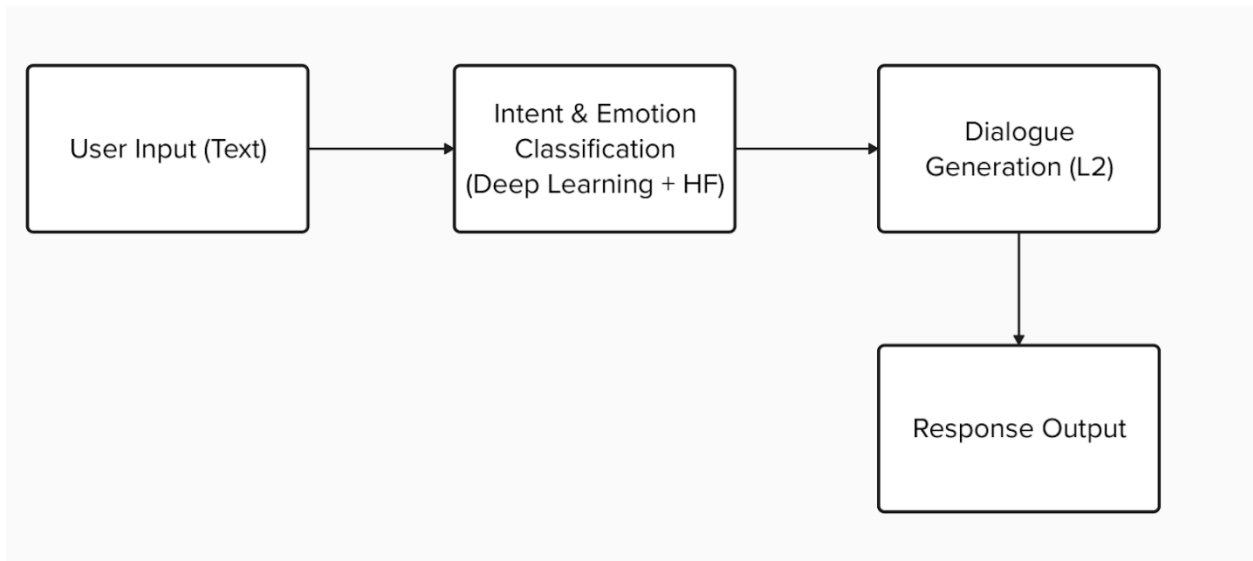 User Input (Text)
Intent & Emotion
Classification
(Deep Learning + HF)
Dialogue
Generation (L2)
Response Output